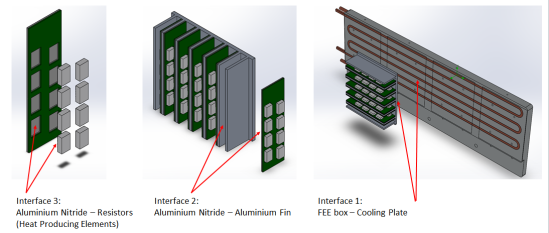 Interface 3:
Aluminium Nitride – Resistors
(Heat Producing Elements)
Interface 2:
Aluminium Nitride – Aluminium Fin
Interface 1:
FEE box – Cooling Plate